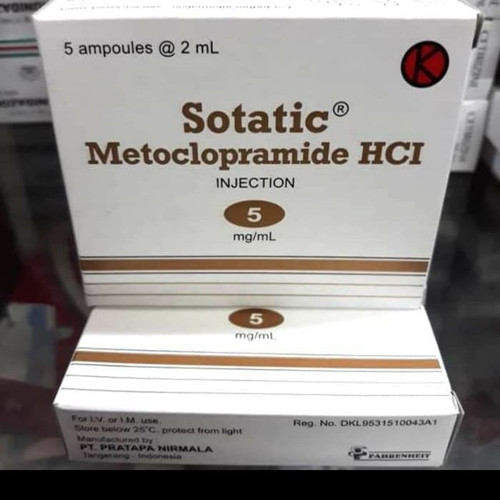 5 ampoules @ 2 mL
K
Sotatic®
Metoclopramide HCl
INJECTION
5
mg/mL
5
mg/mL
For I.V. or I.M. use.
Store below 25°C, protect from light
Manufactured by :
PT. PRATAPA NIRMALA
Tangerang - Indonesia
Reg. No. DKL9531510043A1
FAHRENHEIT